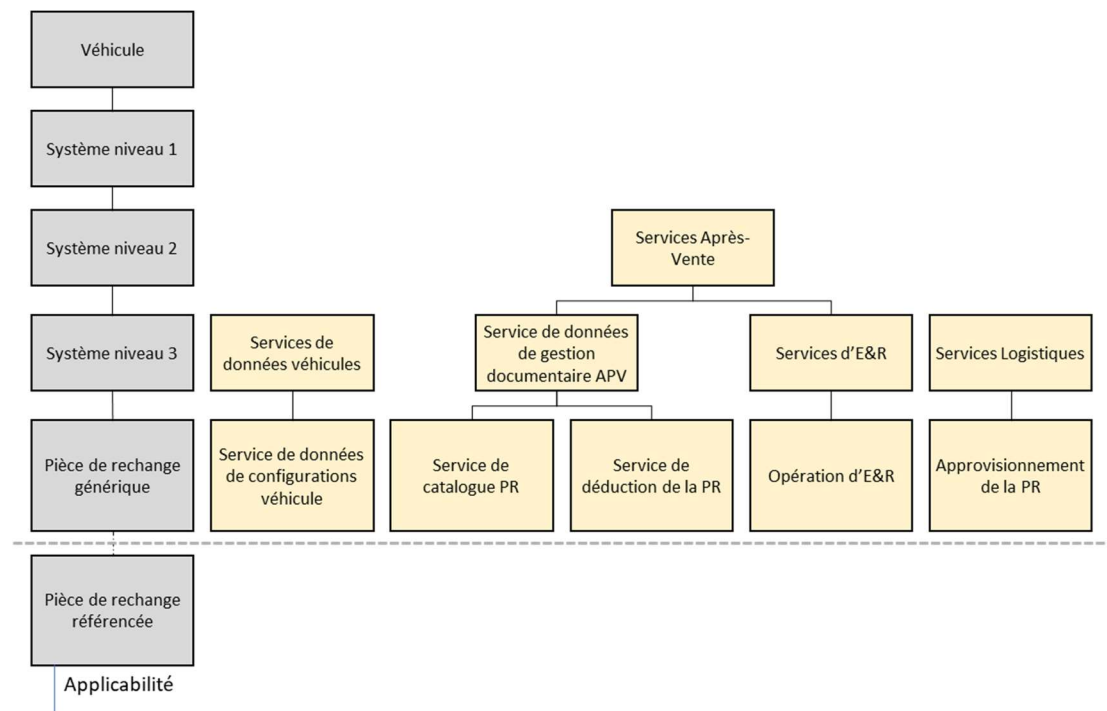 Véhicule
Système niveau 1
Système niveau 2
Services Après-
Vente
Système niveau 3
Services de
données véhicules
Service de données
de gestion
documentaire APV
Services d’E&R
Services Logistiques
Pièce de rechange
générique
Service de données
de configurations
véhicule
Service de
catalogue PR
Service de
déduction de la PR
Opération d’E&R
Approvisionnement
de la PR
Pièce de rechange
référencée
Applicabilité